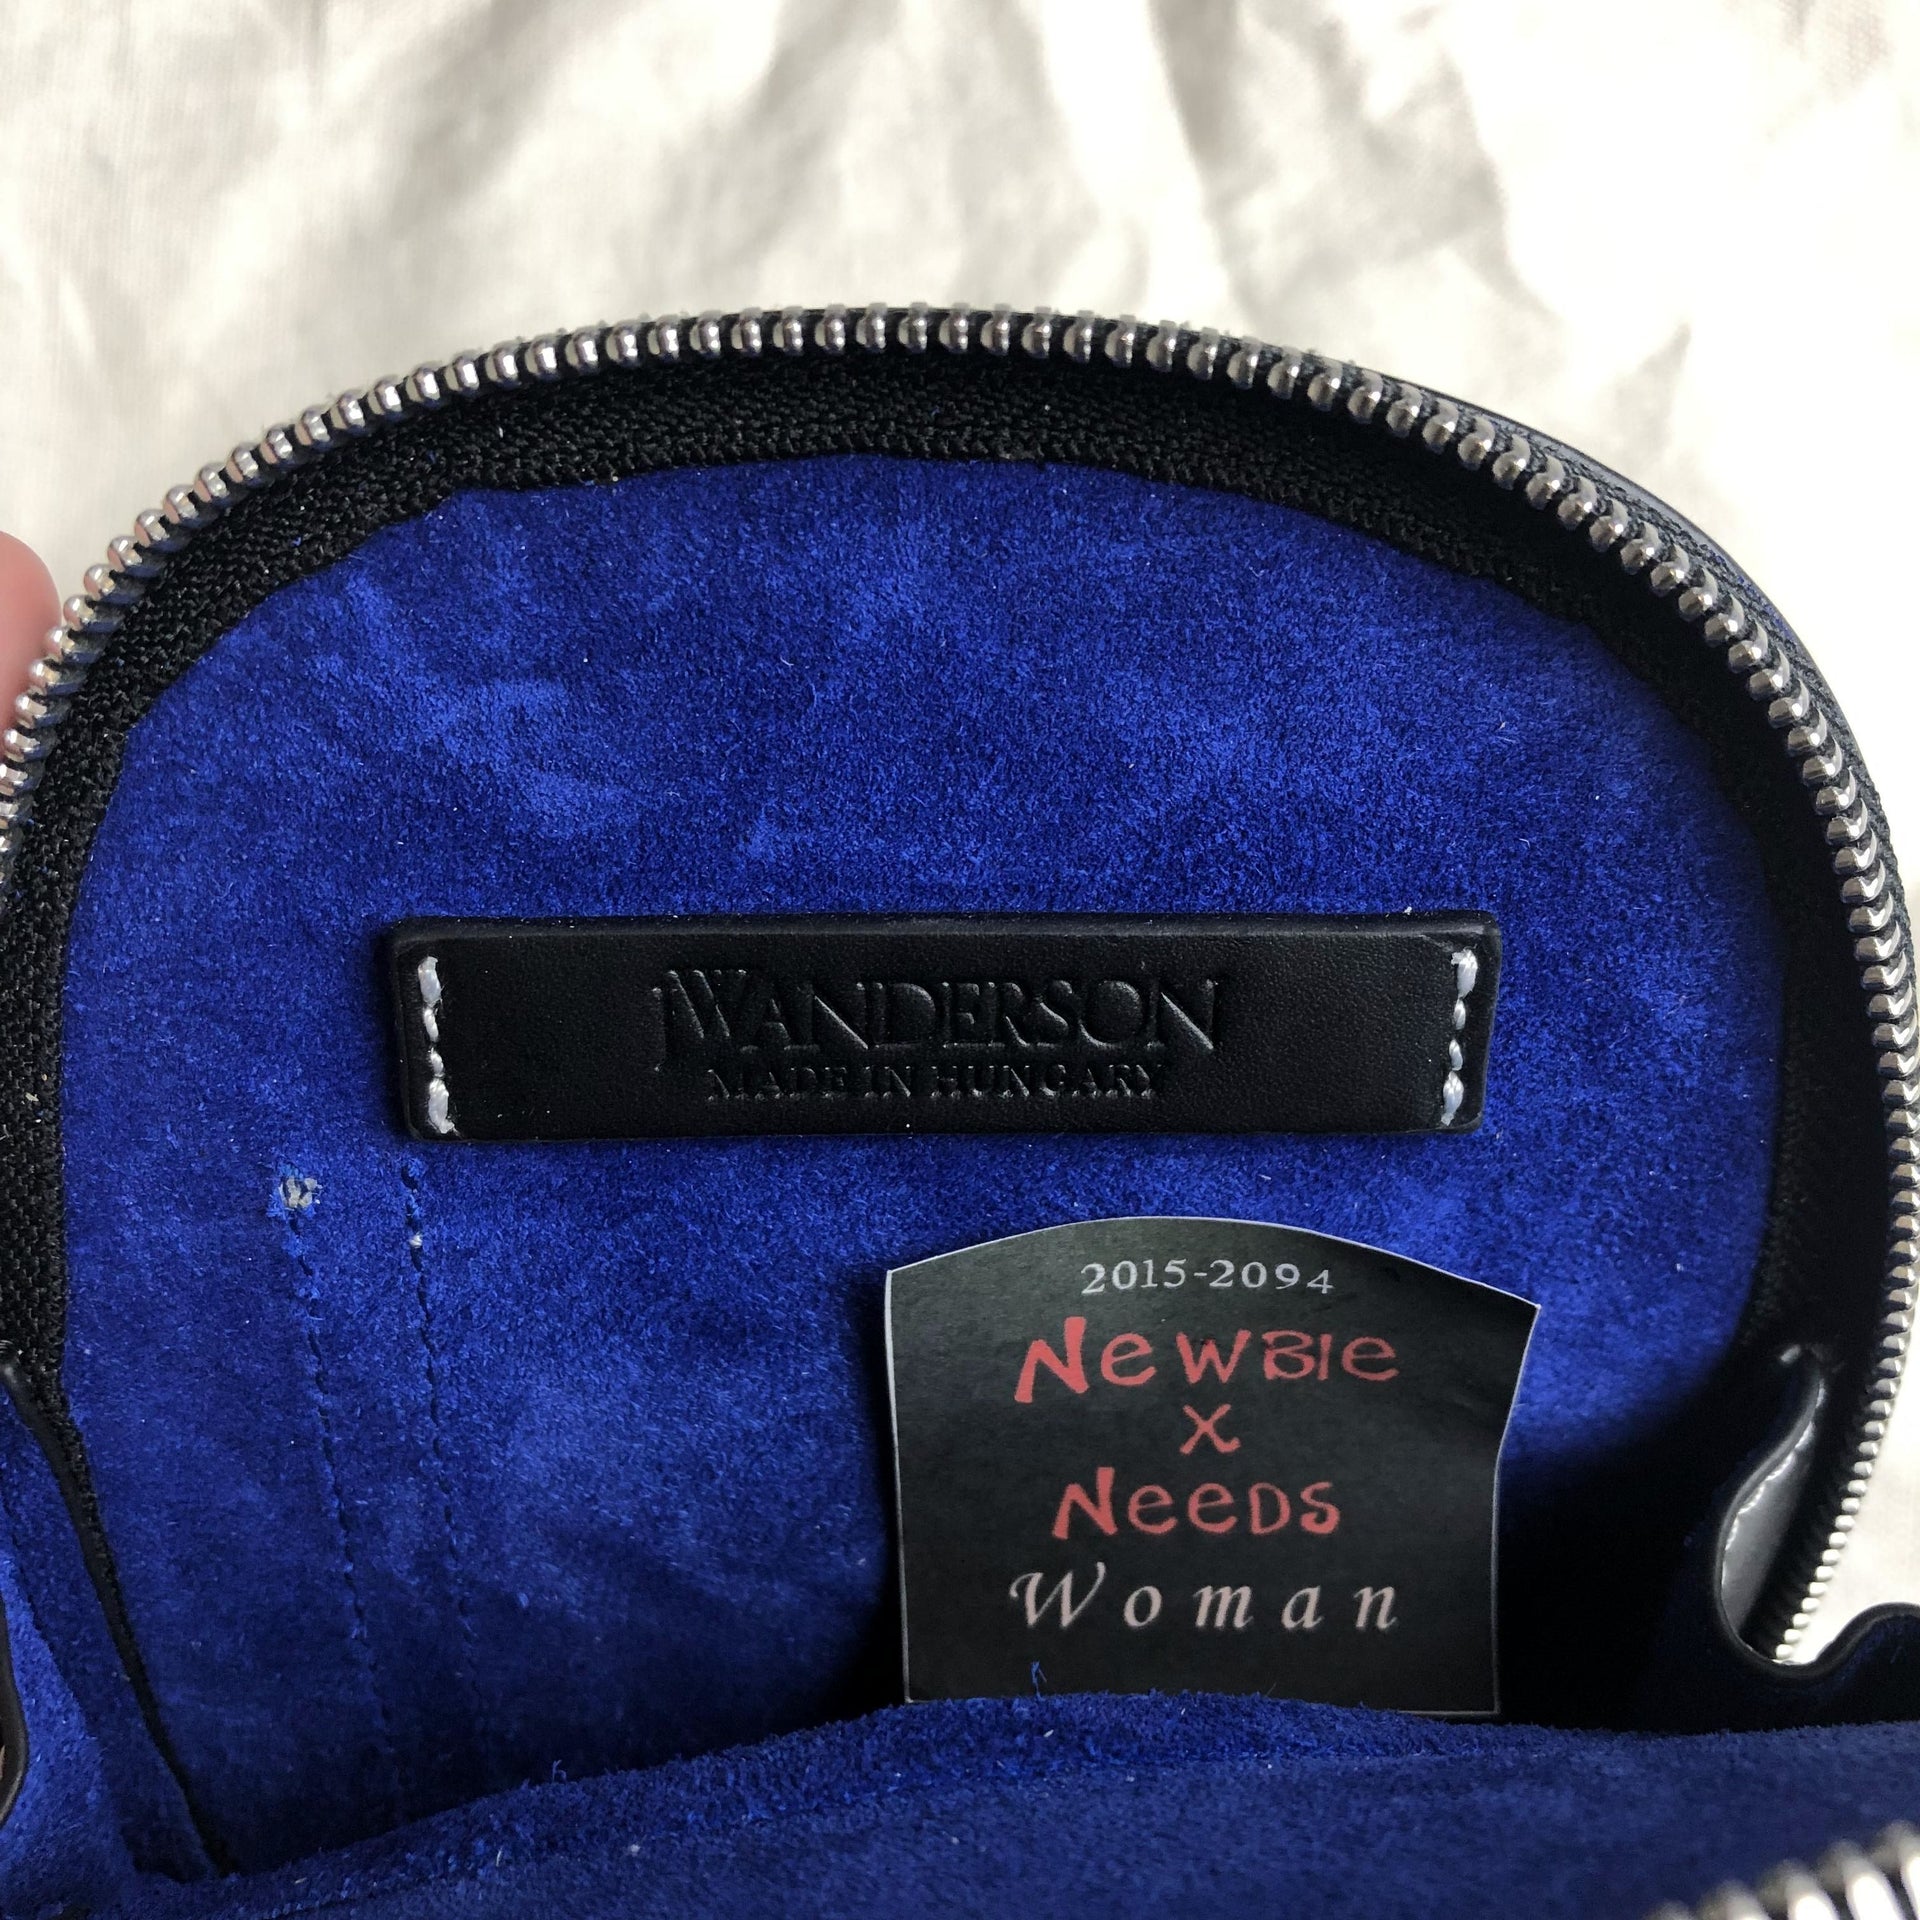 JWANDERSON
MADE IN HUNGARY
2015-2094
NewBie
x
NeeDs
Woman